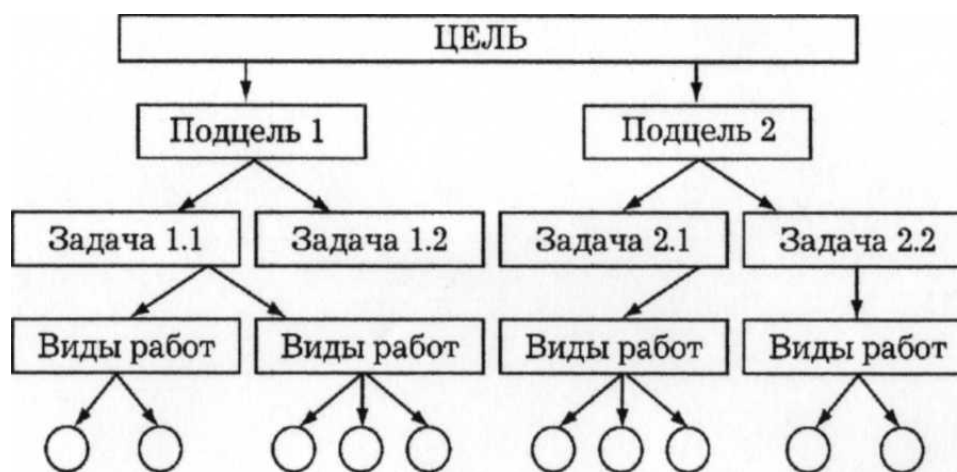 ЦЕЛЬ
Подцель 1
Подцель 2
Задача 1.1
Задача 1.2
Задача 2.1
Задача 2.2
Виды работ
Виды работ
Виды работ
Виды работ